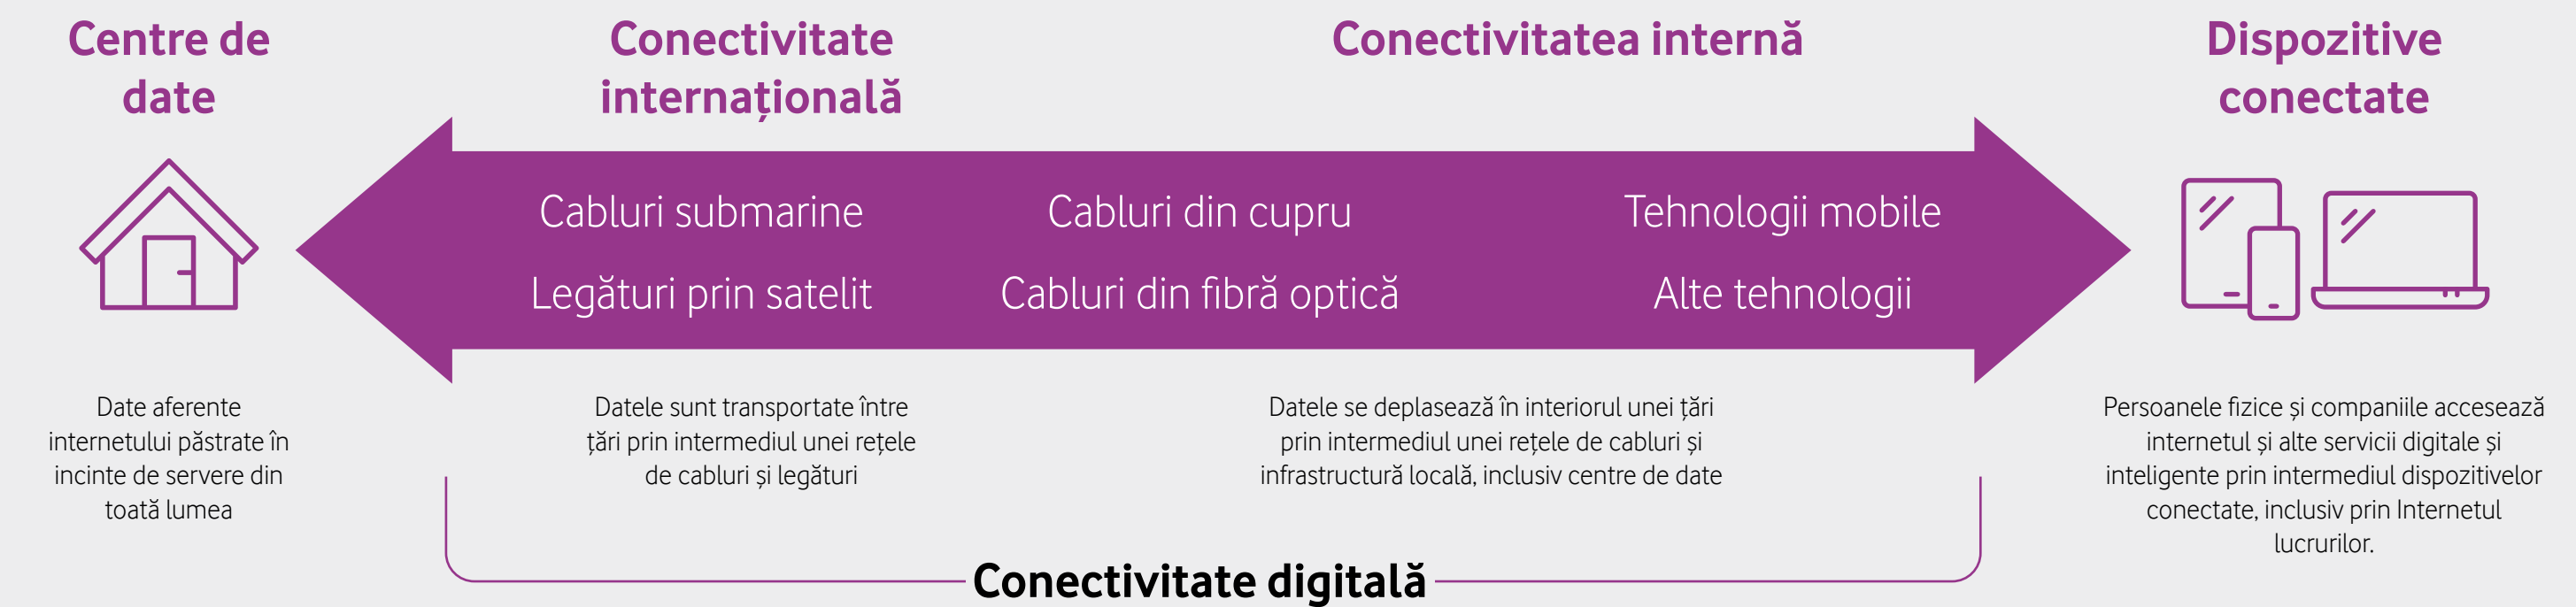 Centre de
date
Conectivitate
internațională
Conectivitatea internă
Dispozitive
conectate
Cabluri submarine
Legături prin satelit
Cabluri din cupru
Cabluri din fibră optică
Tehnologii mobile
Alte tehnologii
Date aferente
internetului păstrate în
incinte de servere din
toată lumea
Datele sunt transportate între
țări prin intermediul unei rețele
de cabluri și legături
Datele se deplasează în interiorul unei țări
prin intermediul unei rețele de cabluri și
infrastructură locală, inclusiv centre de date
Persoanele fizice și companiile accesează
internetul și alte servicii digitale și
inteligente prin intermediul dispozitivelor
conectate, inclusiv prin Internetul
lucrurilor.
Conectivitate digitală